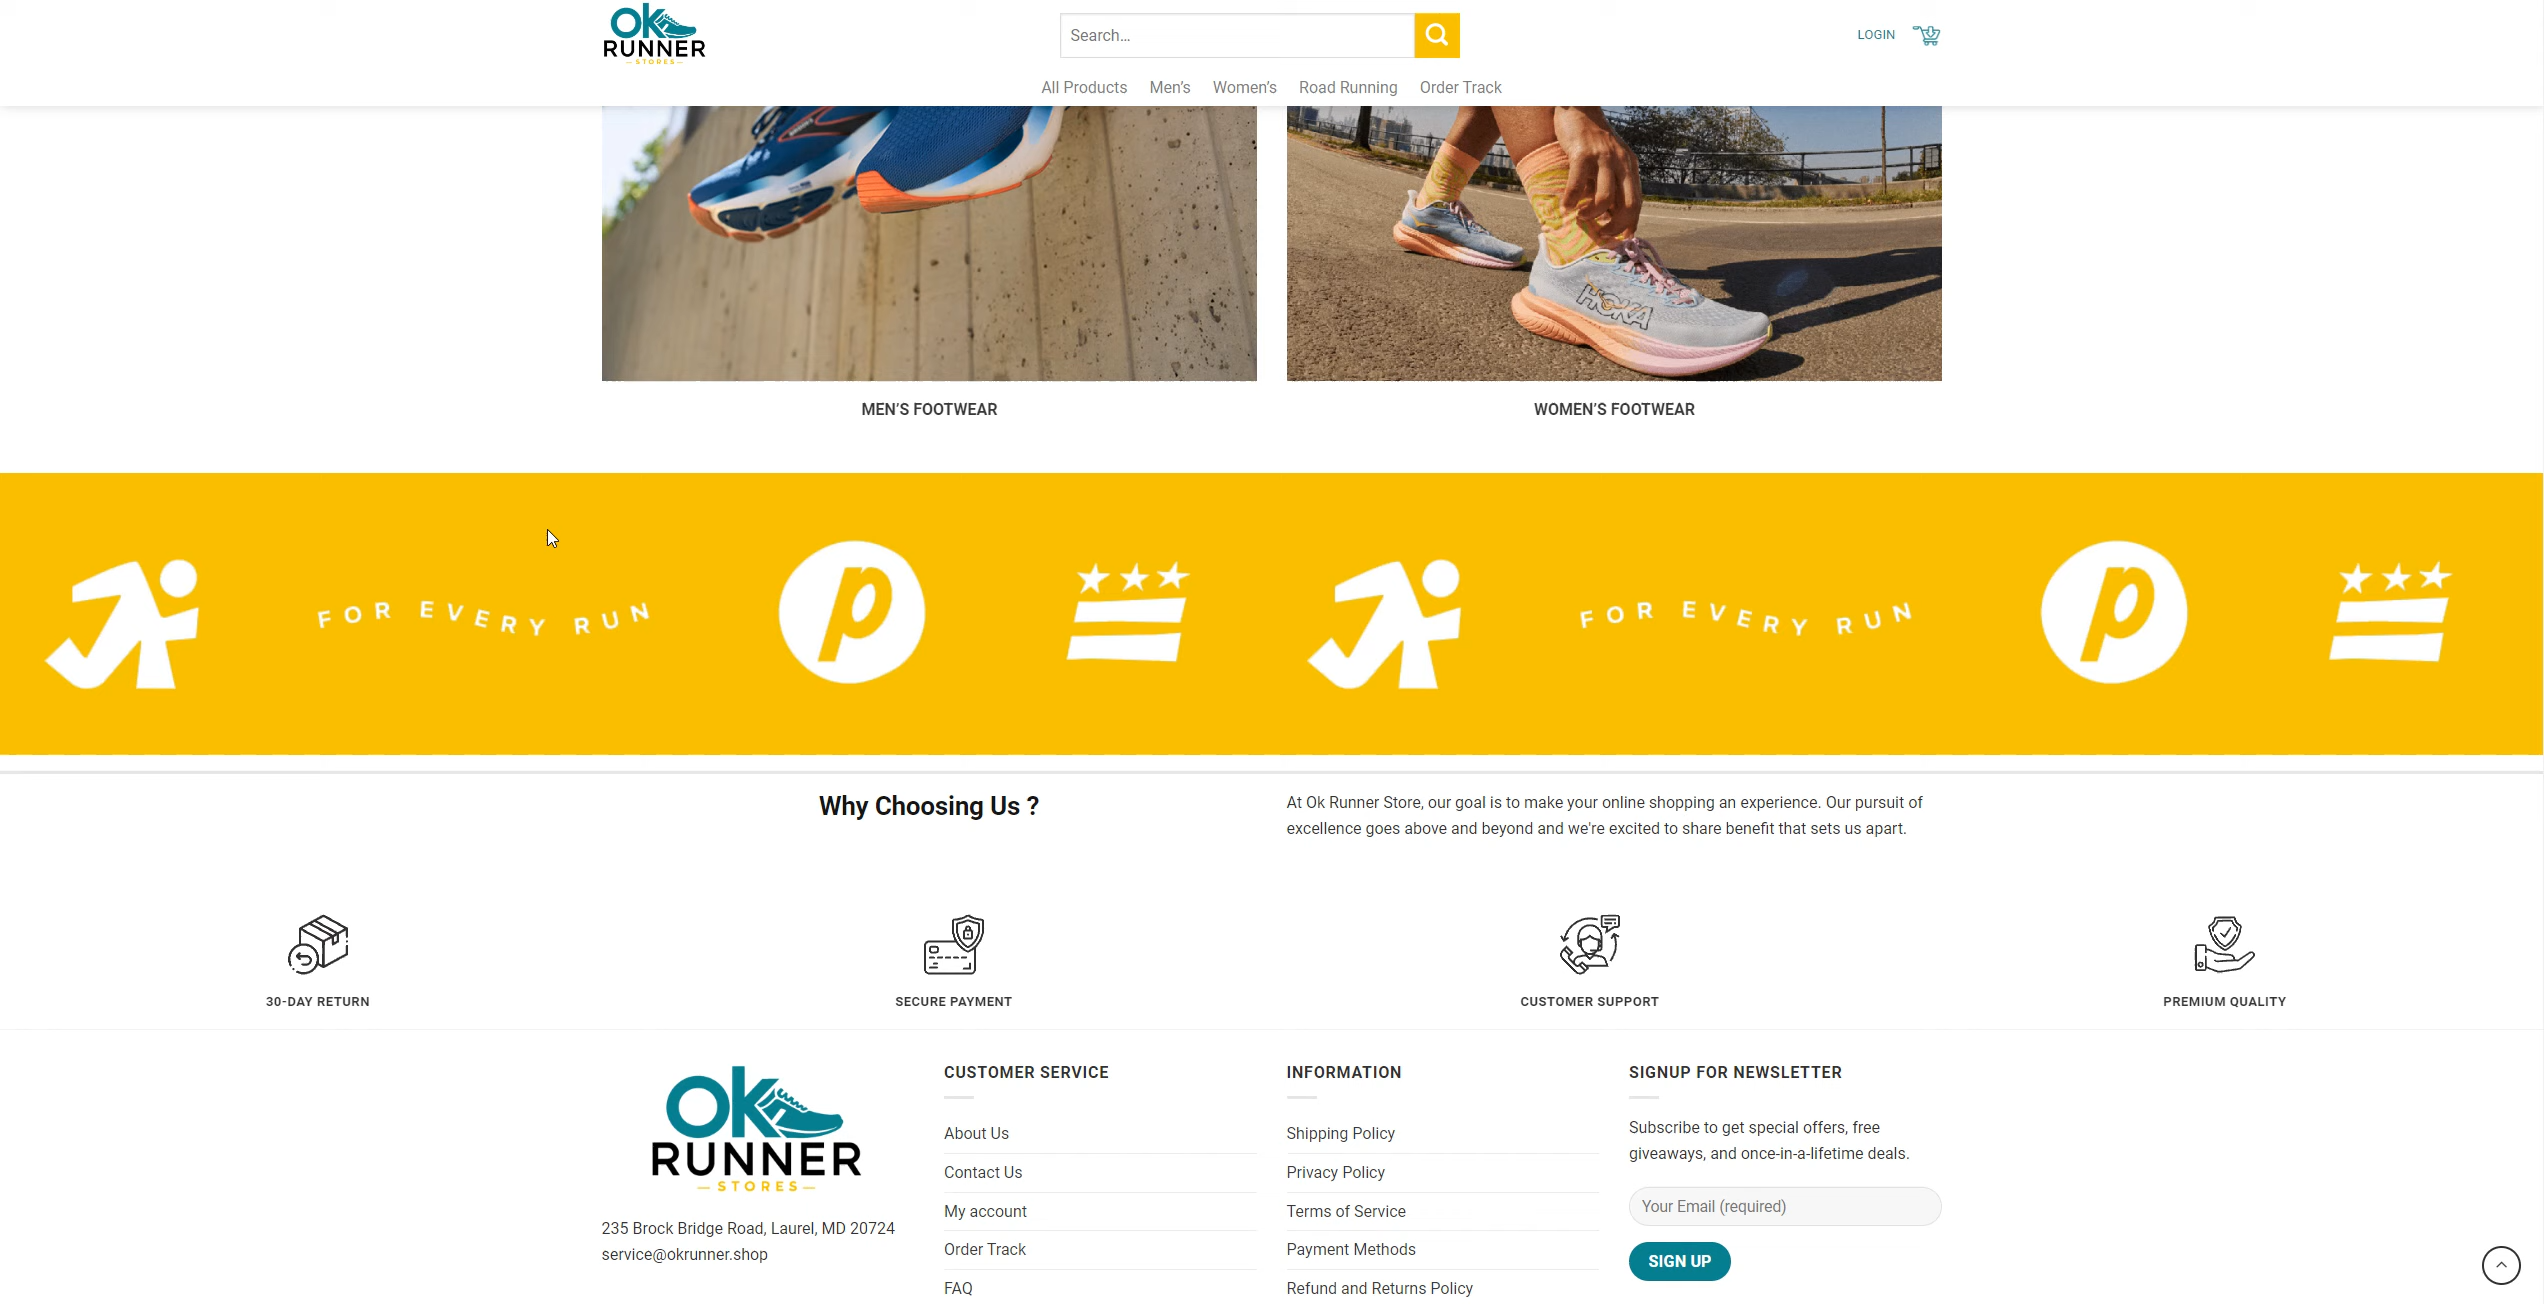 OK
RUNNER
STORES
Search…
LOGIN
All Products Men's Women's Road Running Order Track
HOKA
MEN'S FOOTWEAR
WOMEN'S FOOTWEAR
FOR EVERY RUN
p
FOR EVERY RUN
p
Why Choosing Us ?
At Ok Runner Store, our goal is to make your online shopping an experience. Our pursuit of
excellence goes above and beyond and we're excited to share benefit that sets us apart.
30-DAY RETURN
SECURE PAYMENT
CUSTOMER SUPPORT
PREMIUM QUALITY
OK
RUNNER
STORES
235 Brock Bridge Road, Laurel, MD 20724
service@okrunner.shop
CUSTOMER SERVICE
About Us
Contact Us
My account
Order Track
FAQ
INFORMATION
Shipping Policy
Privacy Policy
Terms of Service
Payment Methods
Refund and Returns Policy
SIGNUP FOR NEWSLETTER
Subscribe to get special offers, free
giveaways, and once-in-a-lifetime deals.
Your Email (required)
SIGN UP